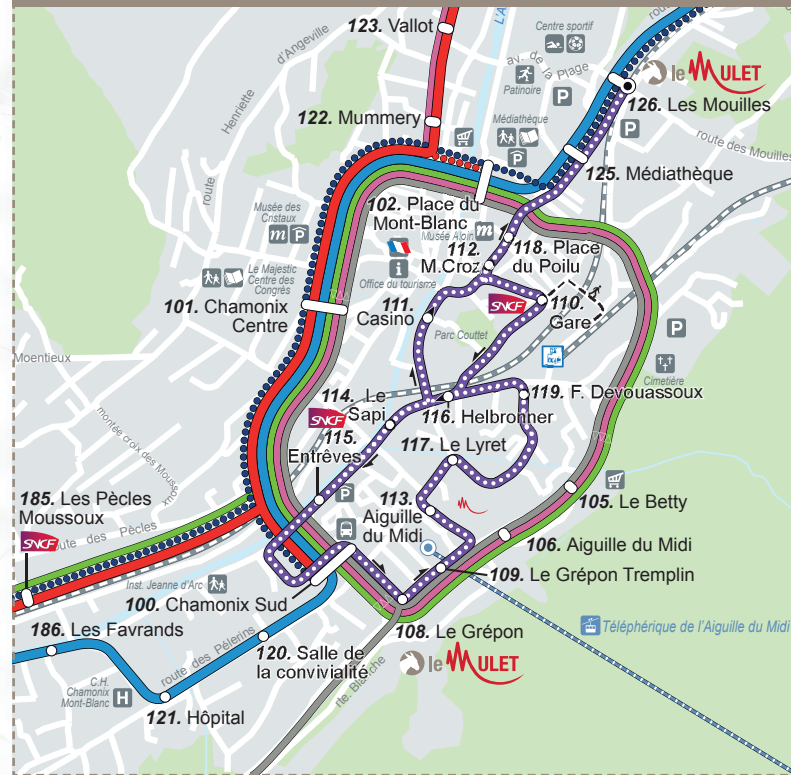 123. Vallot
d'Angeville
Henriette
route
122. Mummery
Centre sportif
av. de la Plage
Patinoire
P
le MULET
126. Les Mouilles
P
route des Mouilles
Médiathèque
P
125. Médiathèque
102. Place du
Mont-Blanc
Musée des
Cristaux
m P
m
112.
M.Croz
118. Place
du Poilu
i
Office du tourisme
Le Majestic
Centre des
Congrès
101. Chamonix
Centre
111.
Casino
SNCF
110.
Gare
Parc Couttet
P
Cimetière
Moentieux
montée croix des Moussoux
114. Le
Sapi
SNCF
115.
Entrêves
116. Helbronner
119. F. Devouassoux
117. Le Lyret
185. Les Pècles
Moussoux
SNCF
route des Pècles
P
113.
Aiguille
du Midi
105. Le Betty
106. Aiguille du Midi
109. Le Grépon Tremplin
Inst. Jeanne d'Arc
100. Chamonix Sud
186. Les Favrands
route des Pèlerins
120. Salle de
la convivialité
108. Le Grépon
le MULET
Téléphérique de l'Aiguille du Midi
C.H.
Chamonix
Mont-Blanc
H
121. Hôpital
rte. Blanche